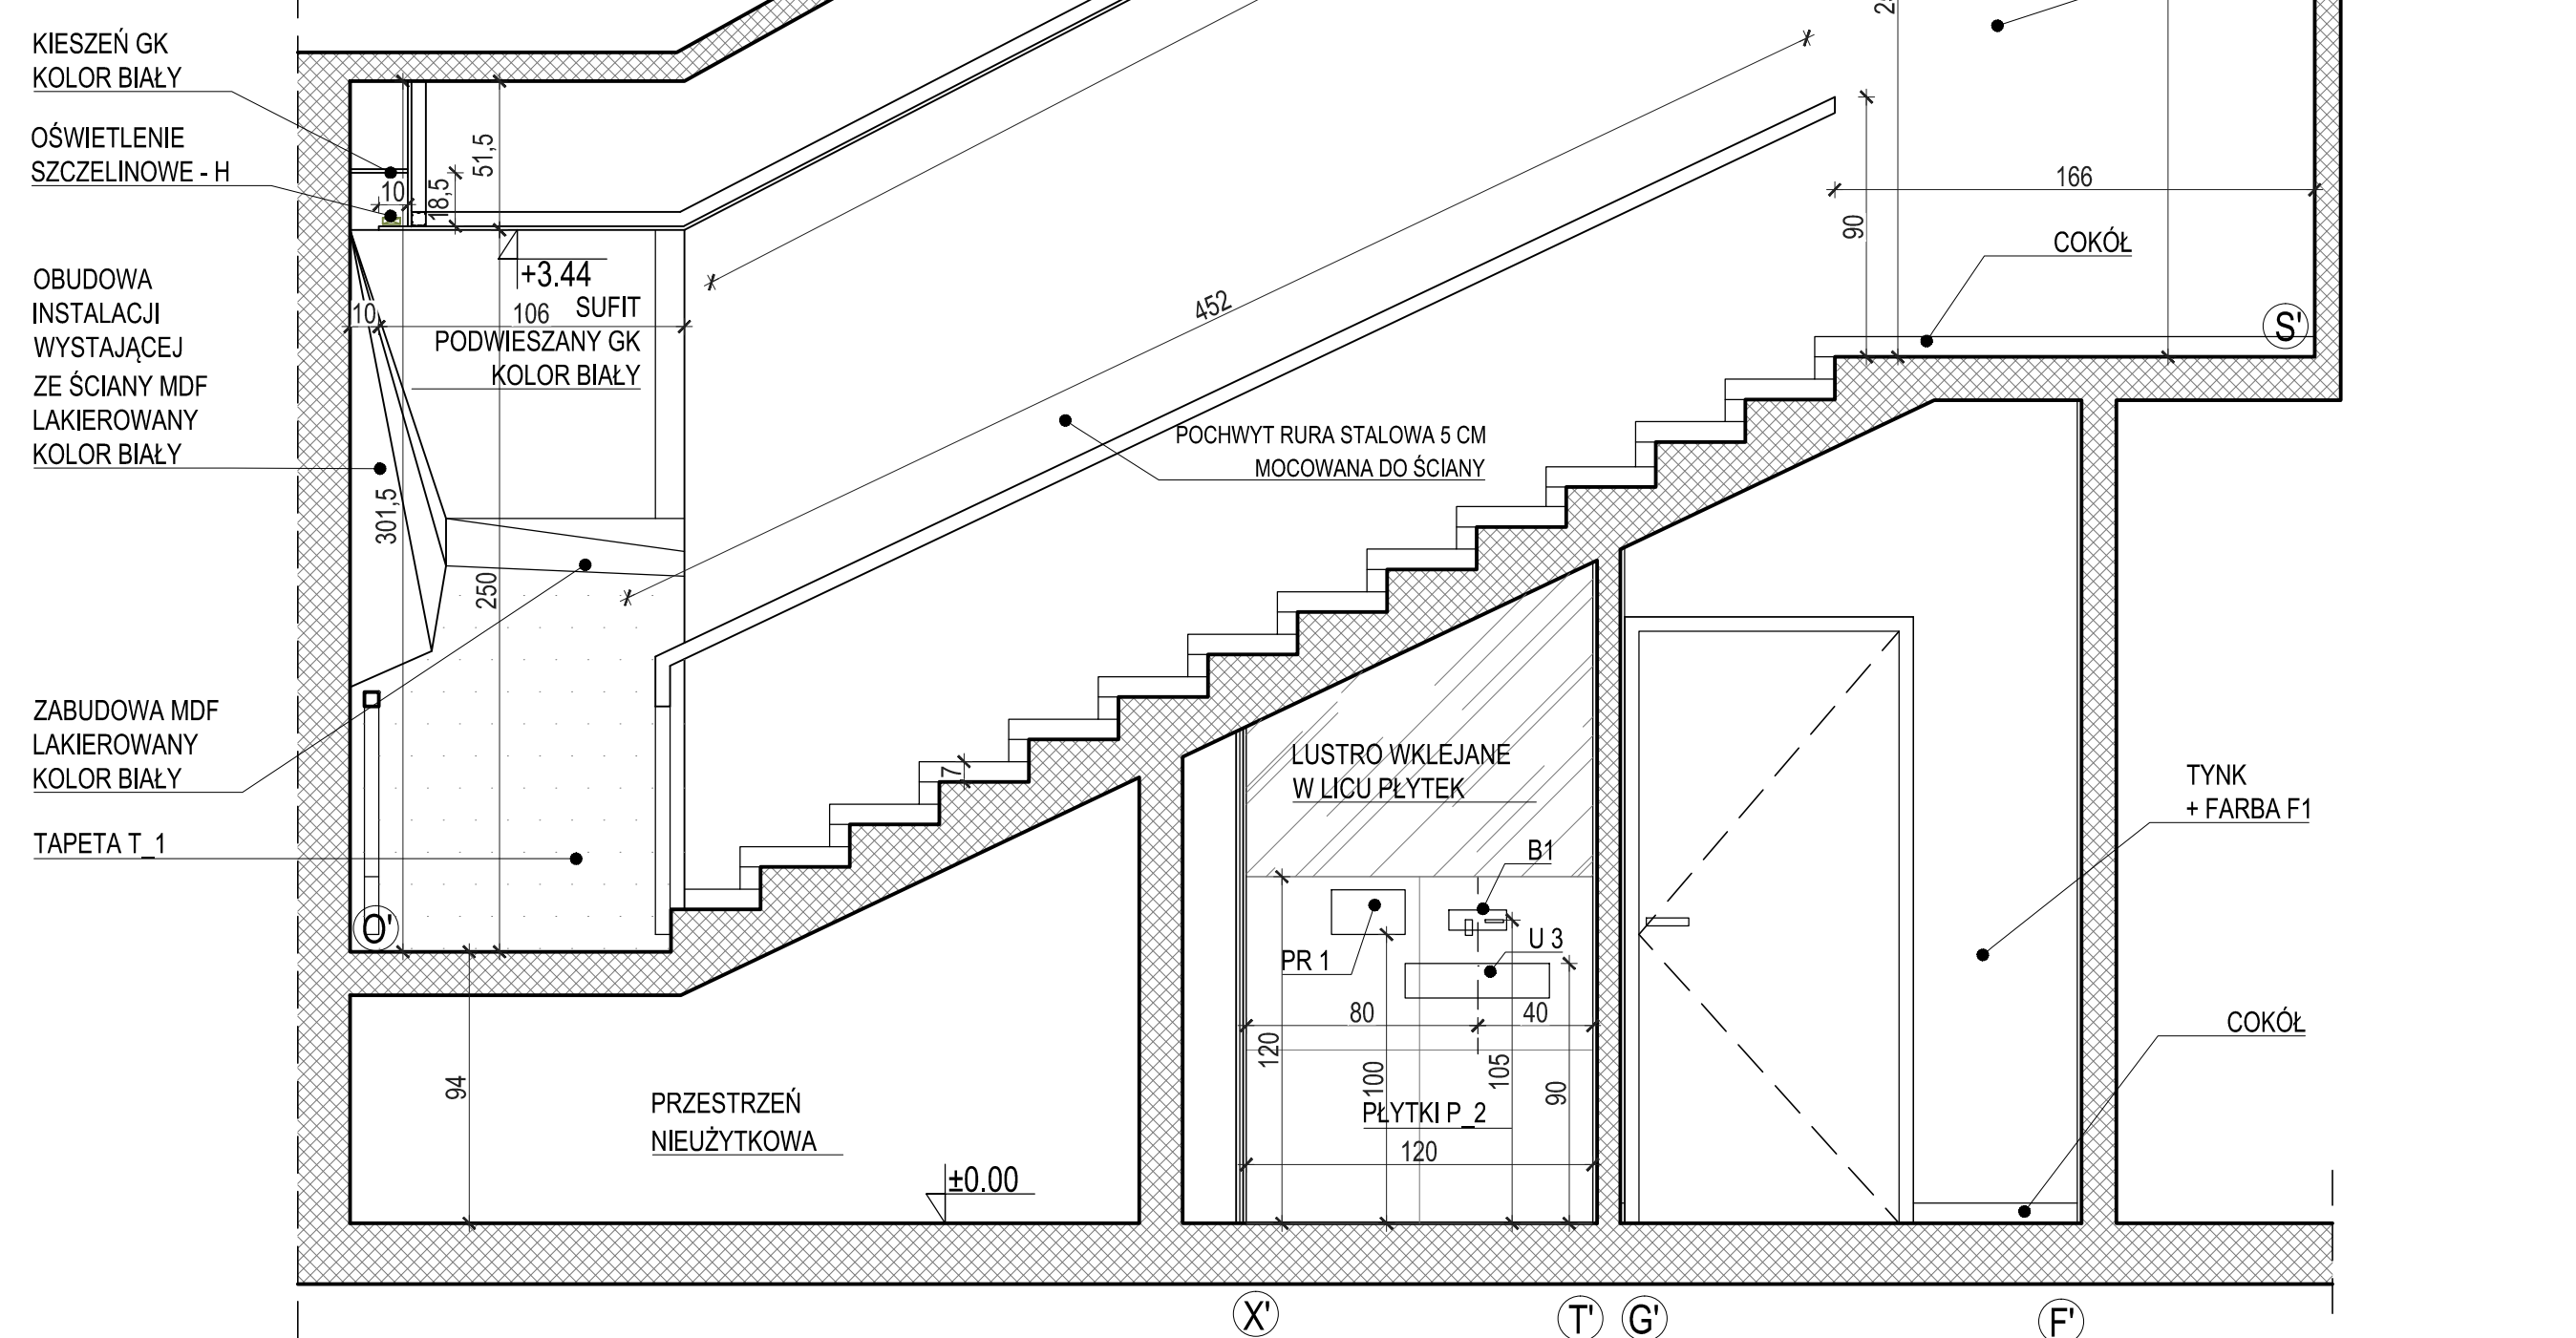 KIESZEŃ GK
KOLOR BIAŁY
OŚWIETLENIE
SZCZELINOWE - H
10
18,5
51,5
166
90
COKÓŁ
+3.44
OBUDOWA
INSTALACJI
WYSTAJĄCEJ
ZE ŚCIANY MDF
LAKIEROWANY
KOLOR BIAŁY
10
106
SUFIT
PODWIESZANY GK
KOLOR BIAŁY
452
S'
POCHWYT RURA STALOWA 5 CM
MOCOWANA DO ŚCIANY
301,5
250
ZABUDOWA MDF
LAKIEROWANY
KOLOR BIAŁY
7
LUSTRO WKLEJANE
W LICU PŁYTEK
TYNK
+ FARBA F1
TAPETA T_1
B1
O'
PR 1
U 3
80
40
120
100
105
90
COKÓŁ
94
PRZESTRZEŃ
NIEUŻYTKOWA
PŁYTKI P_2
120
±0.00
X'
T'
G'
F'